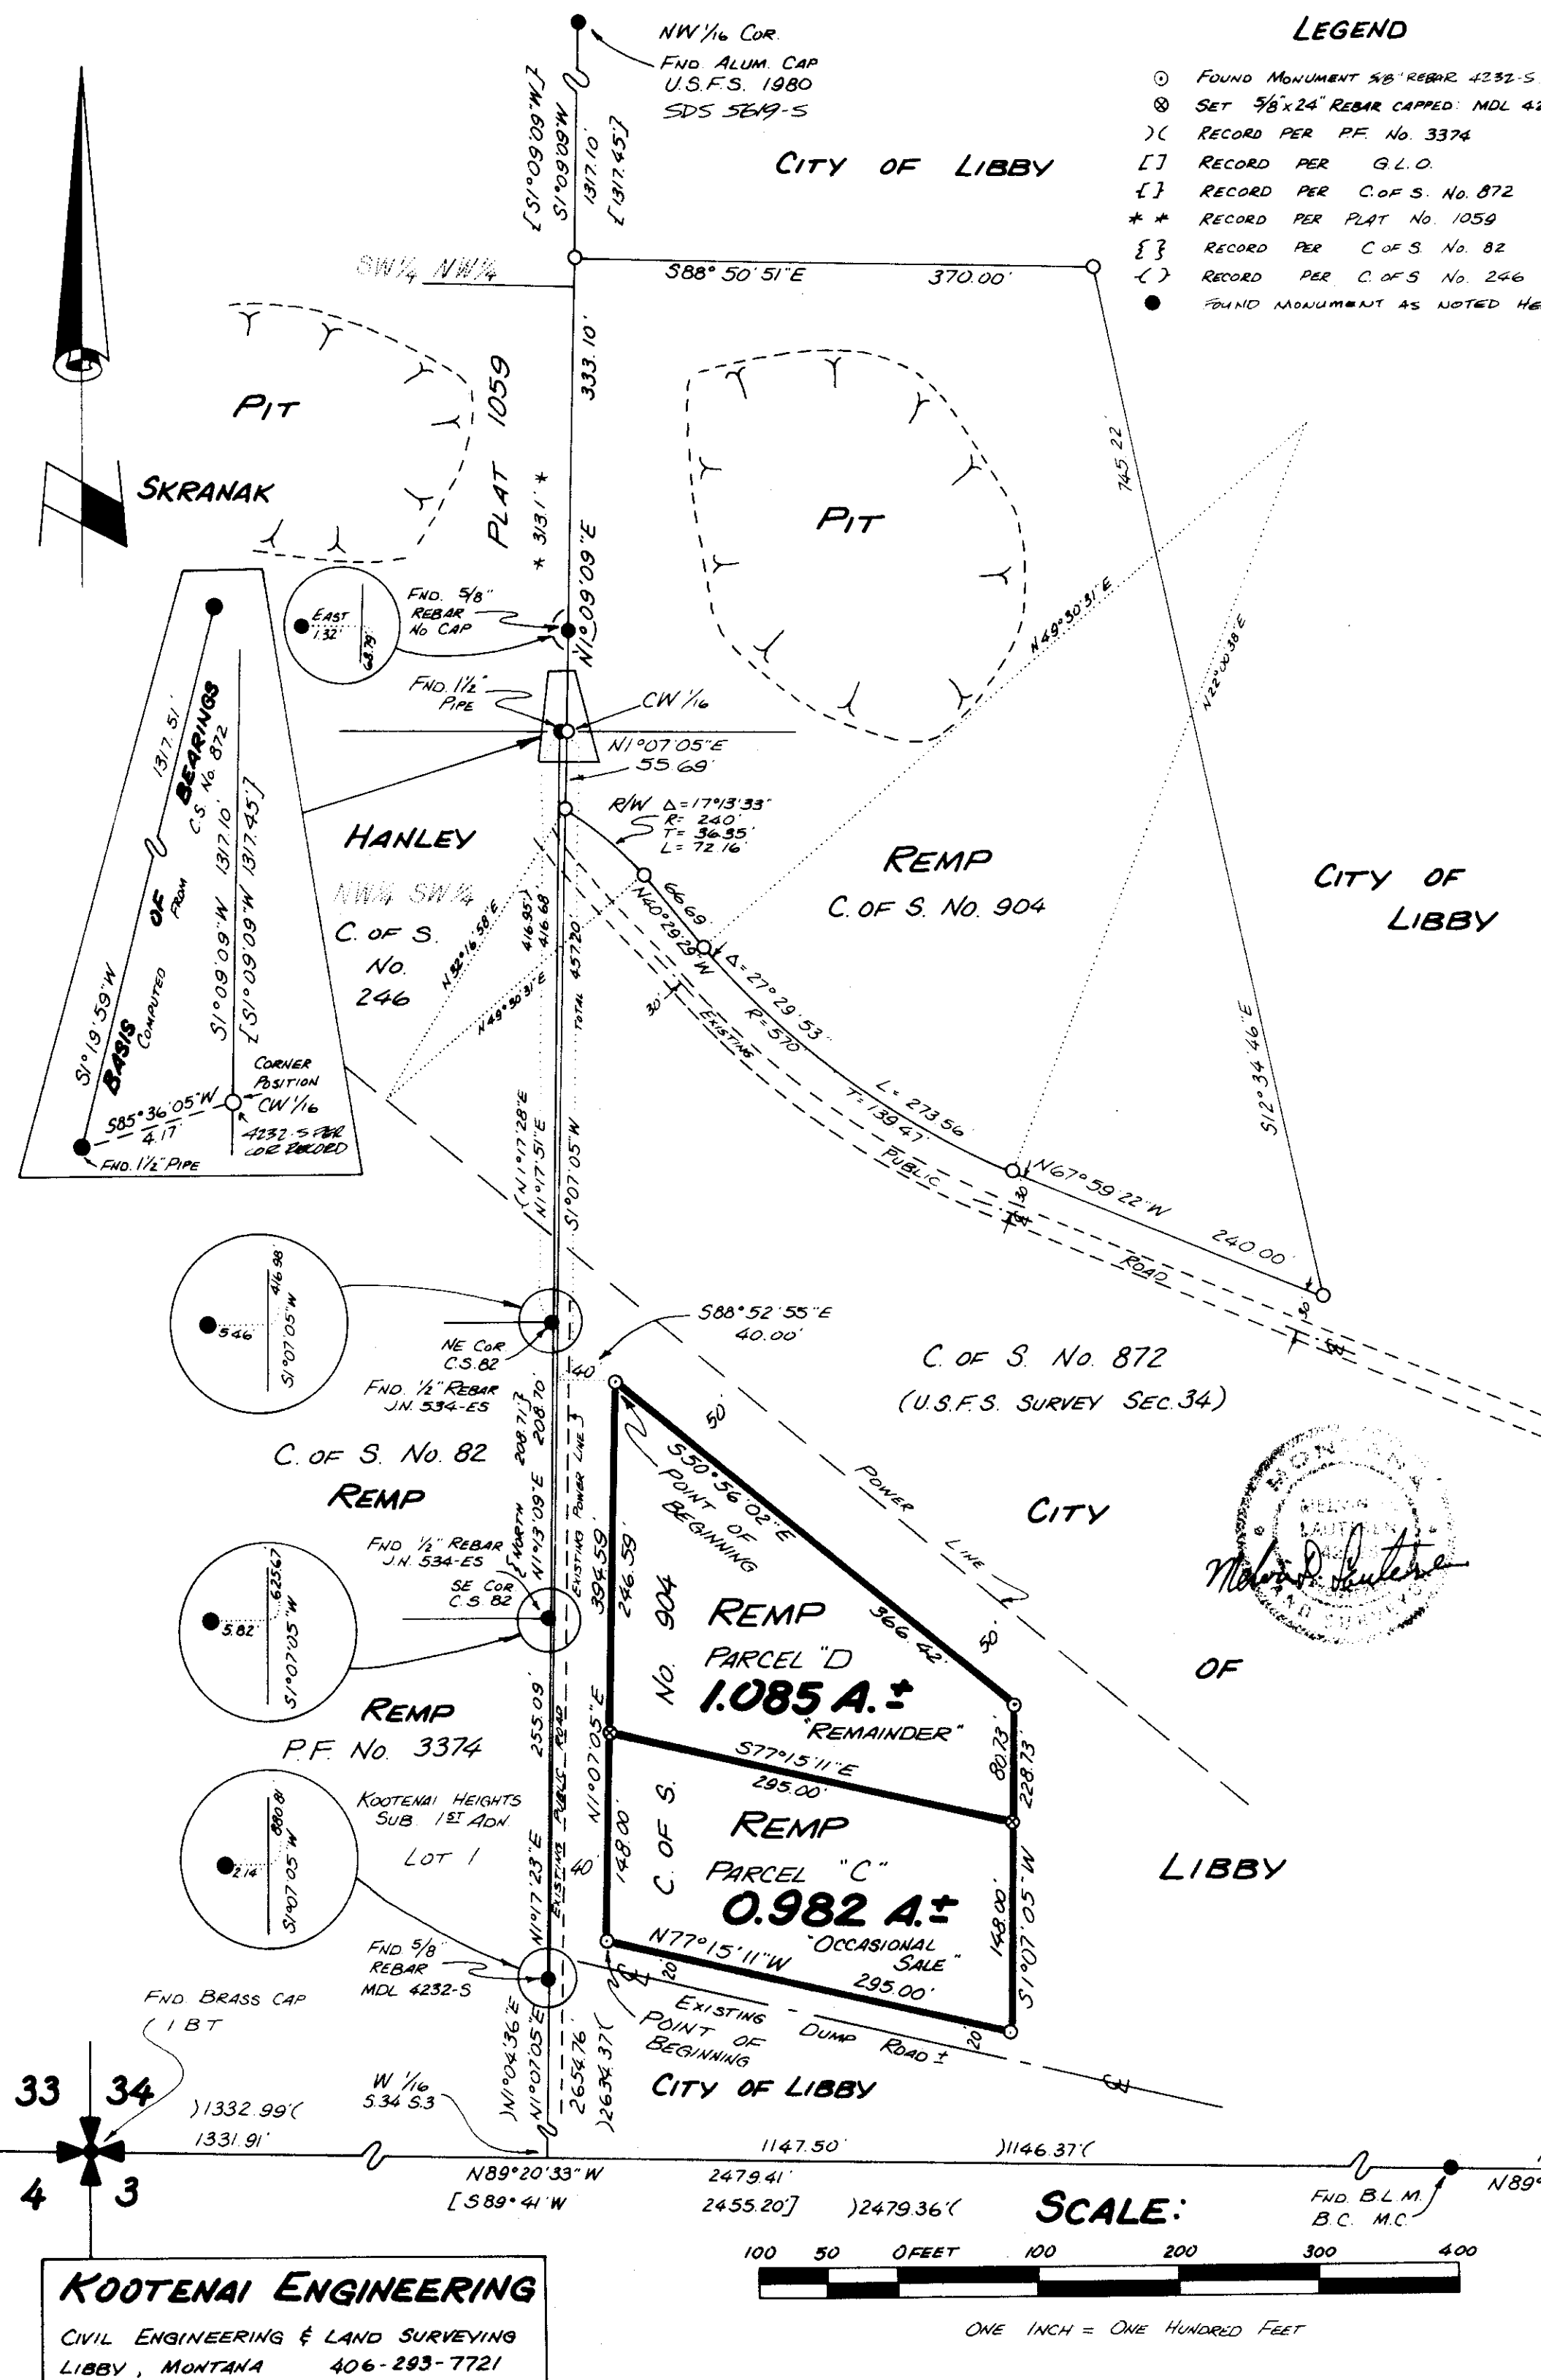 NW 1/16 COR.
FND. ALUM. CAP
U.S.F.S. 1980
SDS 5619-S
LEGEND
FOUND MONUMENT 5/8" REBAR 4232-S
SET 5/8"x24" REBAR CAPPED: MDL 42
)( RECORD PER P.F. No. 3374
[ ] RECORD PER G.L.O.
{ } RECORD PER C. OF S. No. 872
* * RECORD PER PLAT No. 1059
{ } RECORD PER C OF S. No. 82
( ) RECORD PER C. OF S No. 246
FOUND MONUMENT AS NOTED HE
[S1°09'09"W]
S1°09'09"W
1317.10'
[1317.45']
CITY OF LIBBY
SW 1/4 NW 1/4
S88°50'51"E 370.00'
333.10'
PIT
PLAT 1059
* 313.1' *
SKRANAK
PIT
745.22'
N49°30'31"E
N22°00'38"E
N1°09'09"E
EAST
1.32'
68.79
FND. 5/8"
REBAR
NO CAP
FND. 1 1/2"
PIPE
CW 1/16
N1°07'05"E
55.69'
R/W Δ=17°13'33"
R= 240'
T= 36.35'
L= 72.16'
1317.51'
BASIS OF BEARINGS
COMPUTED FROM C.S. No. 872
S1°19'59"W
S1°09'09"W 1317.10'
[S1°09'09"W 1317.45']
S85°36'05"W
4.17'
CORNER
POSITION
CW 1/16
4232-S PER
COR RECORD
FND. 1 1/2" PIPE
HANLEY
NW 1/4 SW 1/4
C. OF S.
No.
246
N32°16'58"E
N49°30'31"E
416.95')
416.68'
TOTAL 457.20'
(N1°17'28"E
N1°17'51"E
S1°07'05"W
REMP
C. OF S. No. 904
CITY OF
LIBBY
66.69'
N40°29'29"W
Δ=27°29'53"
R=570'
L=273.56'
T=139.47'
30'
EXISTING
PUBLIC
ROAD
N67°59'22"W
240.00'
30'
30'
S12°34'46"E
5.46'
416.98'
S1°07'05"W
NE COR
C.S. 82
FND. 1/2" REBAR
J.N. 534-ES
40'
S88°52'55"E
40.00'
C. OF S. No. 872
(U.S.F.S. SURVEY SEC. 34)
C. OF S. No. 82
REMP
208.71'}
208.70'
{NORTH
N1°13'09"E
EXISTING POWER LINE
50'
POWER LINE
50'
S50°56'02"E
366.42'
POINT OF
BEGINNING
394.59'
246.59'
FND 1/2" REBAR
J.N. 534-ES
SE COR
C.S. 82
5.82'
625.67'
S1°07'05"W
MONTANA
MELVIN
LAUTEREN
LAND SURVEYOR
CITY
OF
LIBBY
C. OF S. No. 904
REMP
PARCEL "D"
1.085 A.±
"REMAINDER"
80.73'
228.73'
REMP
P.F. No. 3374
255.09'
EXISTING PUBLIC ROAD
N1°07'05"E
S77°15'11"E
295.00'
KOOTENAI HEIGHTS
SUB. 1ST ADN.
LOT 1
2.14'
880.81'
S1°07'05"W
N1°17'23"E
40'
148.00'
REMP
PARCEL "C"
0.982 A.±
"OCCASIONAL
SALE"
148.00'
S1°07'05"W
N77°15'11"W
295.00'
FND 5/8"
REBAR
MDL 4232-S
20'
20'
EXISTING DUMP ROAD ±
POINT OF
BEGINNING
FND. BRASS CAP
1 BT
)N1°04'36"E
N1°07'05"E
2654.76'
)2634.37'(
CITY OF LIBBY
33 34
4 3
)1332.99'(
1331.91'
W 1/16
S.34 S.3
1147.50' )1146.37'(
N89°20'33"W 2479.41'
[S89°41'W 2455.20'] )2479.36'(
FND. B.L.M.
B.C. M.C.
N89°
SCALE:
100 50 0 FEET 100 200 300 400
ONE INCH = ONE HUNDRED FEET
KOOTENAI ENGINEERING
CIVIL ENGINEERING & LAND SURVEYING
LIBBY, MONTANA 406-293-7721